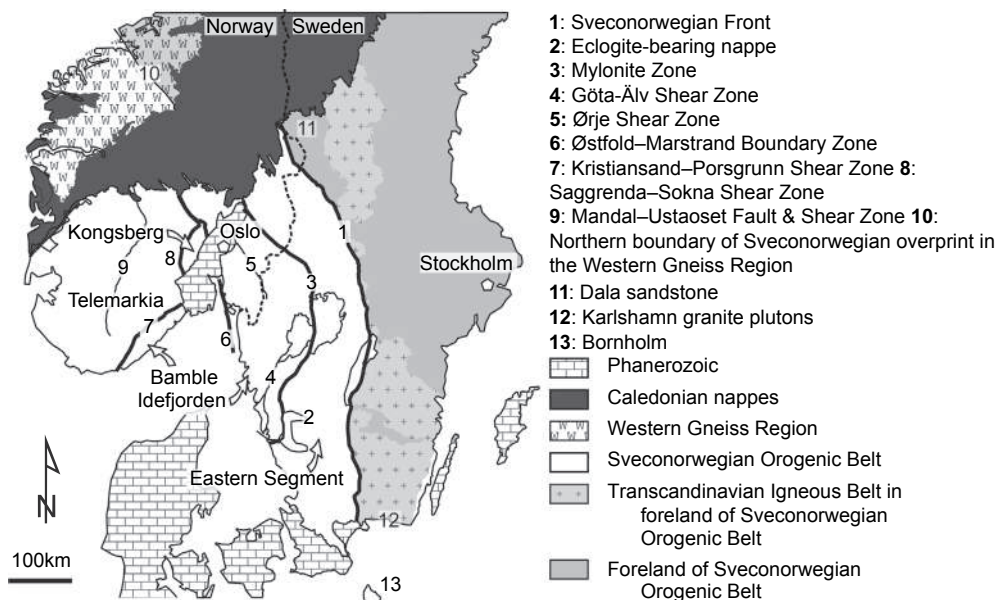 Norway Sweden
10
11
Kongsberg
Oslo
1
8
5
Stockholm
9
3
Telemarkia
7
6
Bamble
Idefjorden
4
2
Eastern Segment
N
12
100km
13
1: Sveconorwegian Front
2: Eclogite-bearing nappe
3: Mylonite Zone
4: Göta-Älv Shear Zone
5: Ørje Shear Zone
6: Østfold–Marstrand Boundary Zone
7: Kristiansand–Porsgrunn Shear Zone 8:
Saggrenda–Sokna Shear Zone
9: Mandal–Ustaoset Fault & Shear Zone 10:
Northern boundary of Sveconorwegian overprint in
the Western Gneiss Region
11: Dala sandstone
12: Karlshamn granite plutons
13: Bornholm
Phanerozoic
Caledonian nappes
Western Gneiss Region
Sveconorwegian Orogenic Belt
Transcandinavian Igneous Belt in
foreland of Sveconorwegian
Orogenic Belt
Foreland of Sveconorwegian
Orogenic Belt